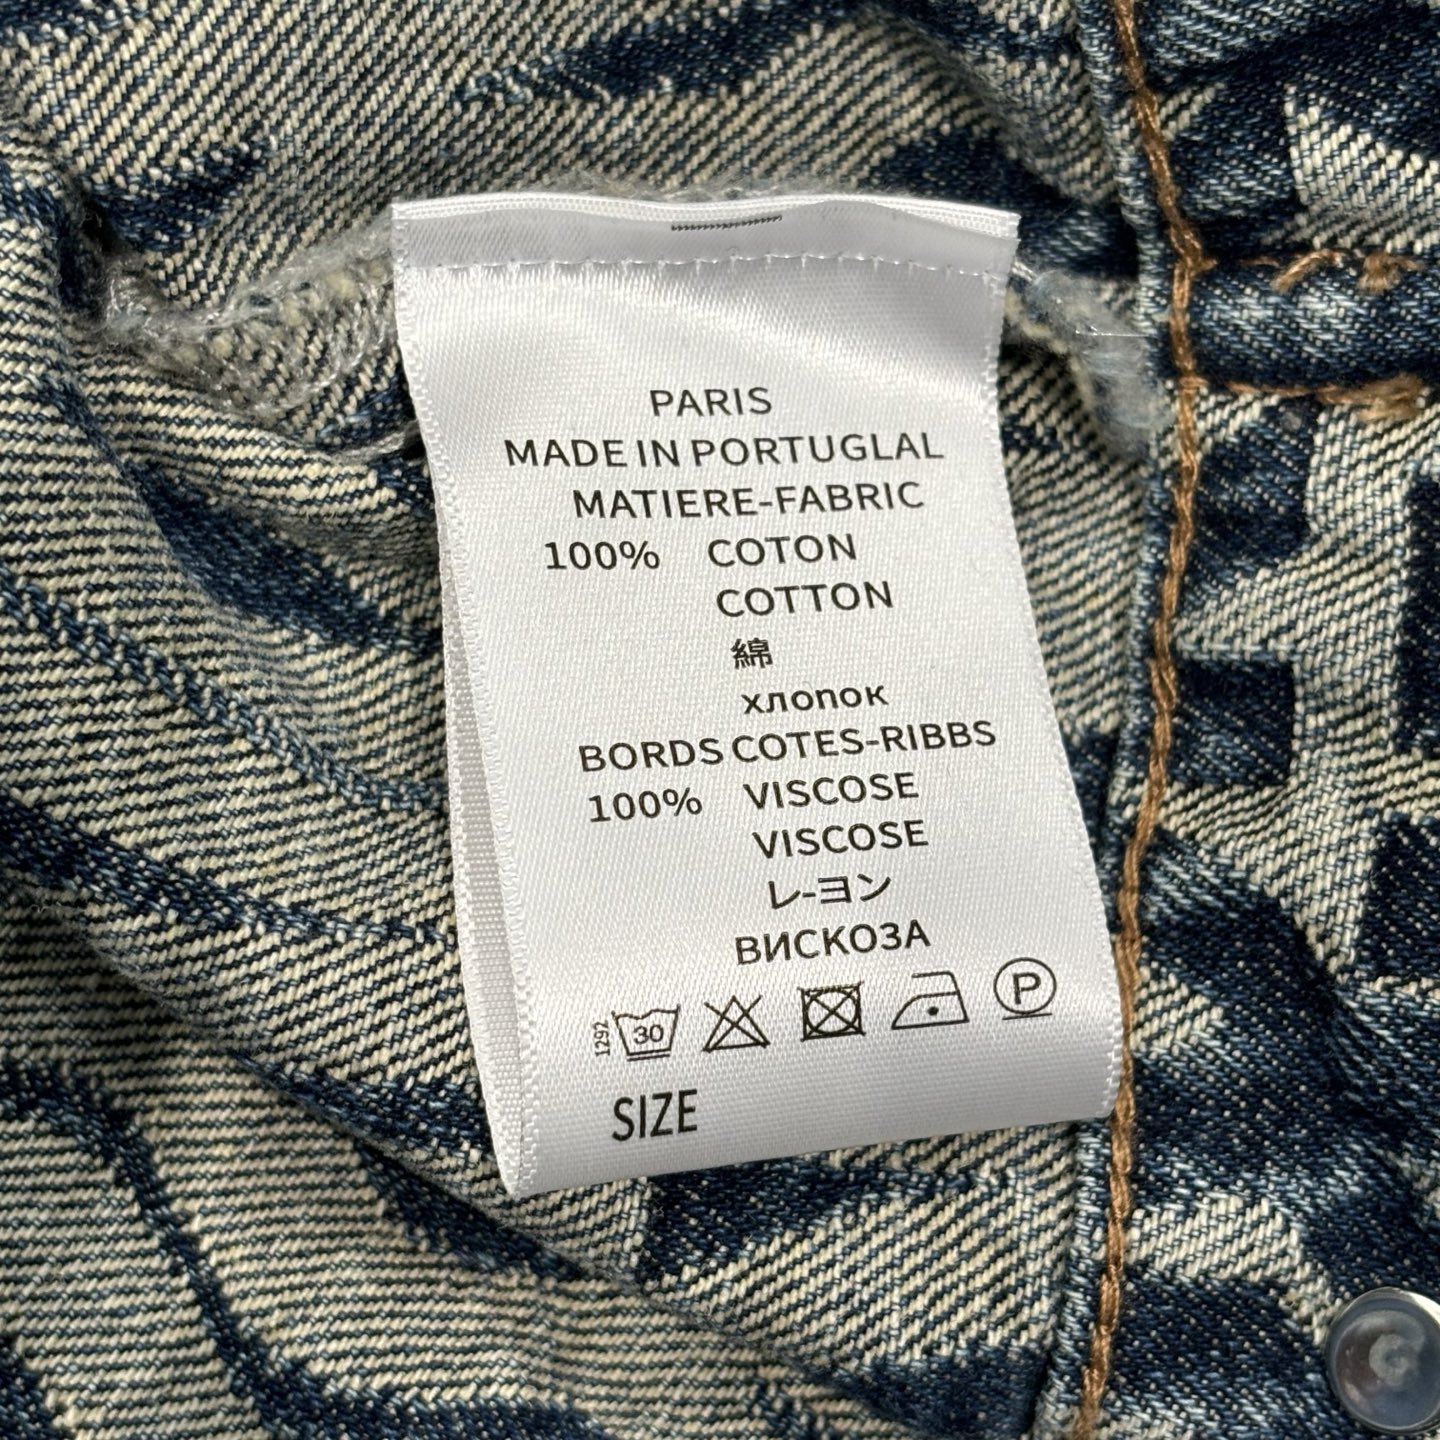 PARIS
MADE IN PORTUGLAL
MATIERE-FABRIC
100% COTON
COTTON
綿
хлопок
BORDS COTES-RIBBS
100% VISCOSE
VISCOSE
レ-ヨン
ВИСКОЗА
1292 30 P
SIZE